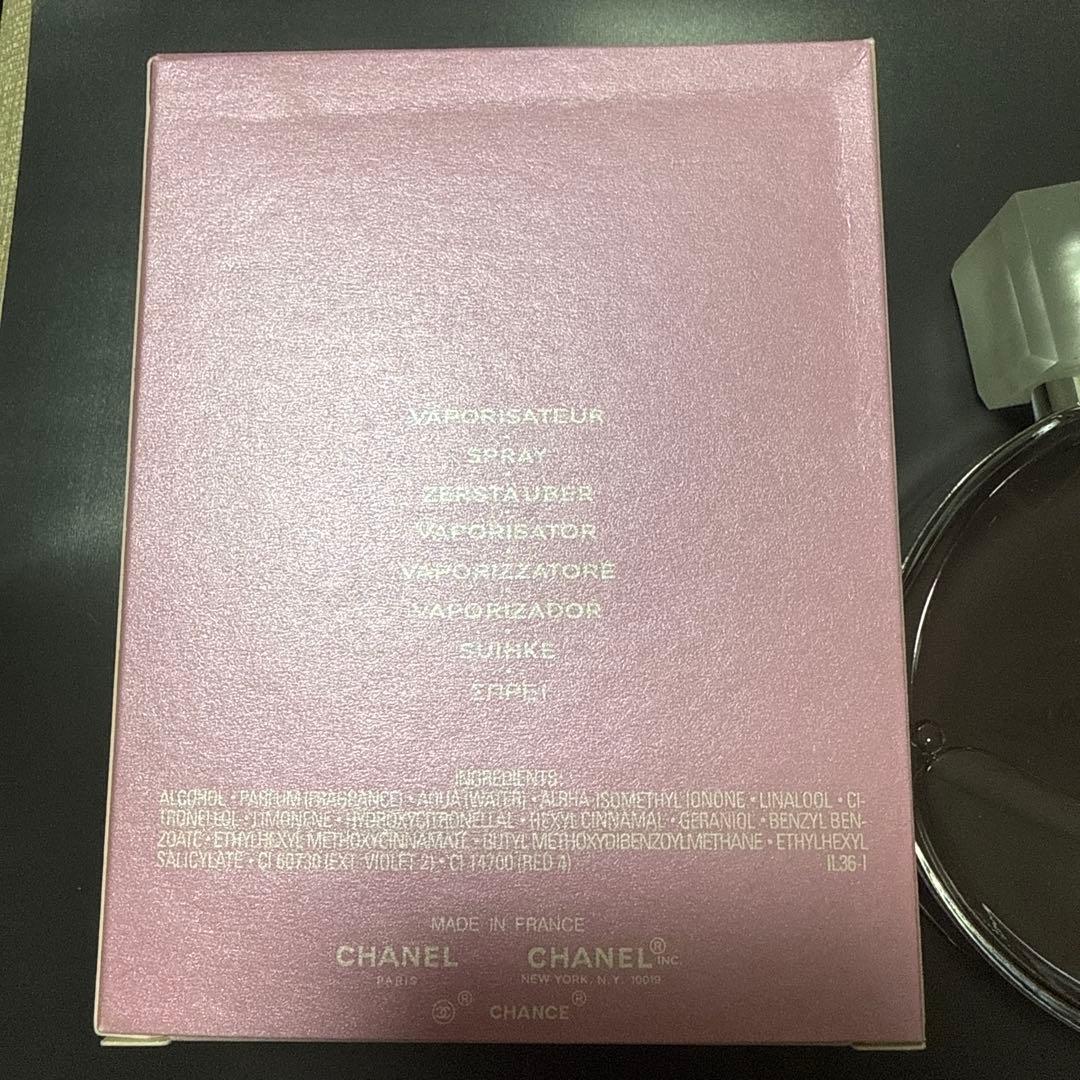 VAPORISATEUR
SPRAY
ZERSTÄUBER
VAPORISATOR
VAPORIZZATORE
VAPORIZADOR
SUIHKE
ΣΠΡΕΪ
INGREDIENTS:
ALCOHOL • PARFUM (FRAGRANCE) • AQUA (WATER) • ALPHA-ISOMETHYL IONONE • LINALOOL • CI-
TRONELLOL • LIMONENE • HYDROXYCITRONELLAL • HEXYL CINNAMAL • GERANIOL • BENZYL BEN-
ZOATE • ETHYLHEXYL METHOXYCINNAMATE • BUTYL METHOXYDIBENZOYLMETHANE • ETHYLHEXYL
SALICYLATE • CI 60730 (EXT. VIOLET 2) • CI 14700 (RED 4) IL36-1
MADE IN FRANCE
CHANEL CHANEL® INC.
PARIS NEW YORK, N.Y. 10019
® CHANCE®